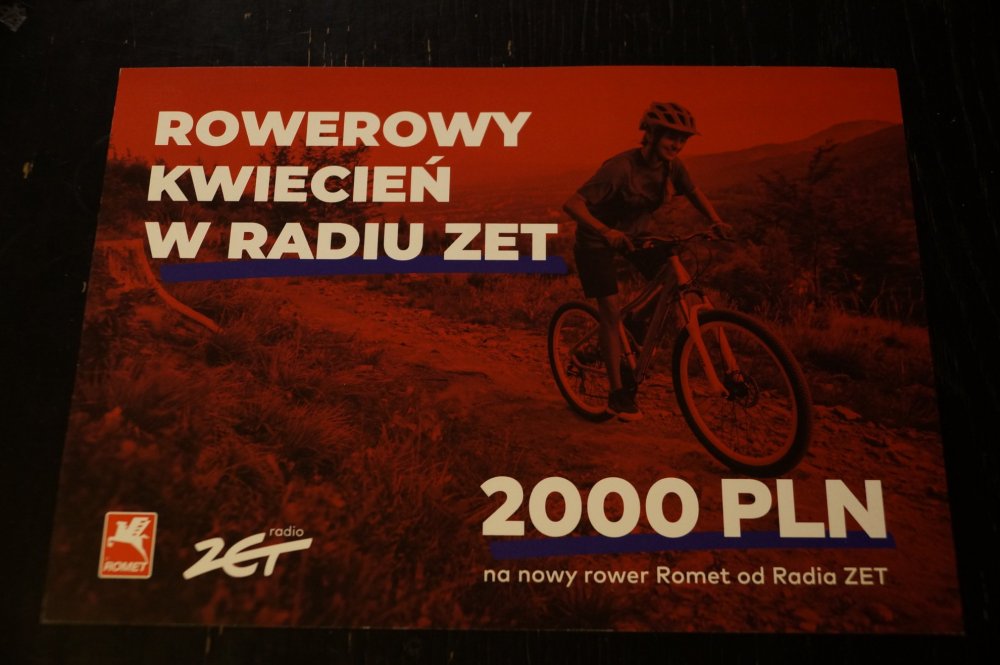 ROWEROWY
KWIECIEŃ
W RADIU ZET
2000 PLN
na nowy rower Romet od Radia ZET
ROMET
radio
ZET